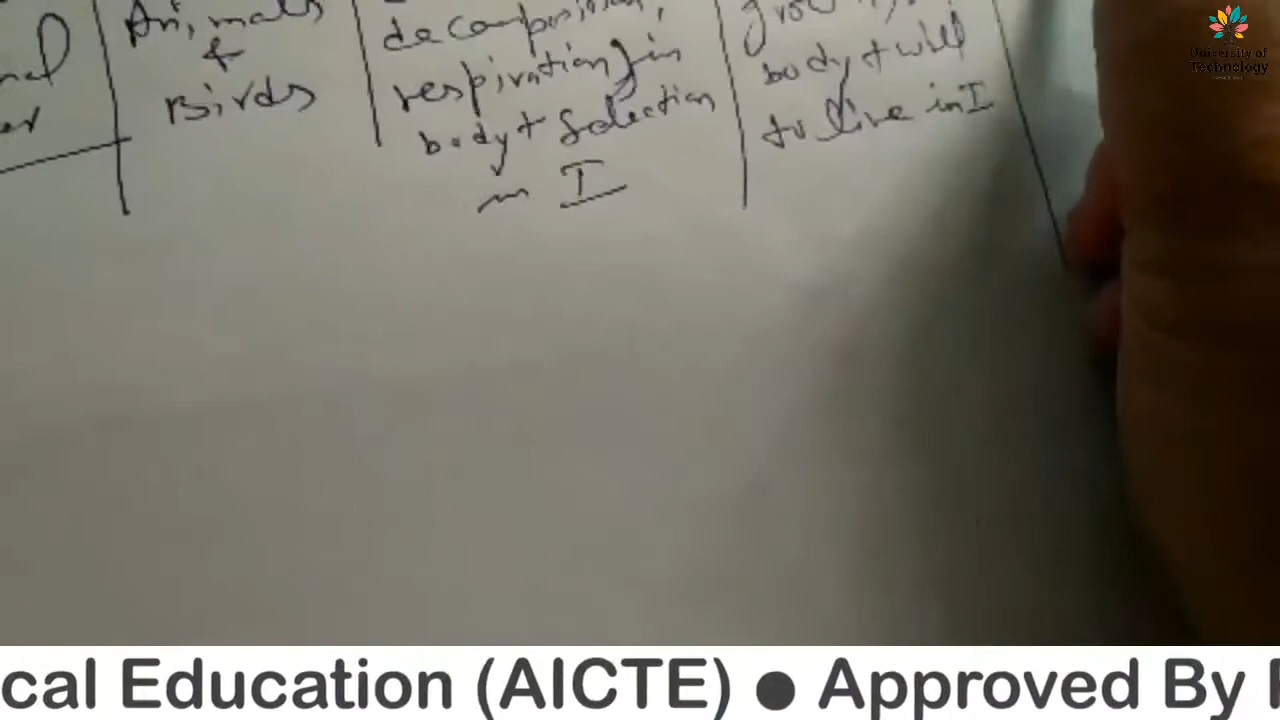 Animals
&
Birds
decomposition,
respiration} in
body + Selection
in I
body + will
to live in I
University of
Technology
cal Education (AICTE) ● Approved By